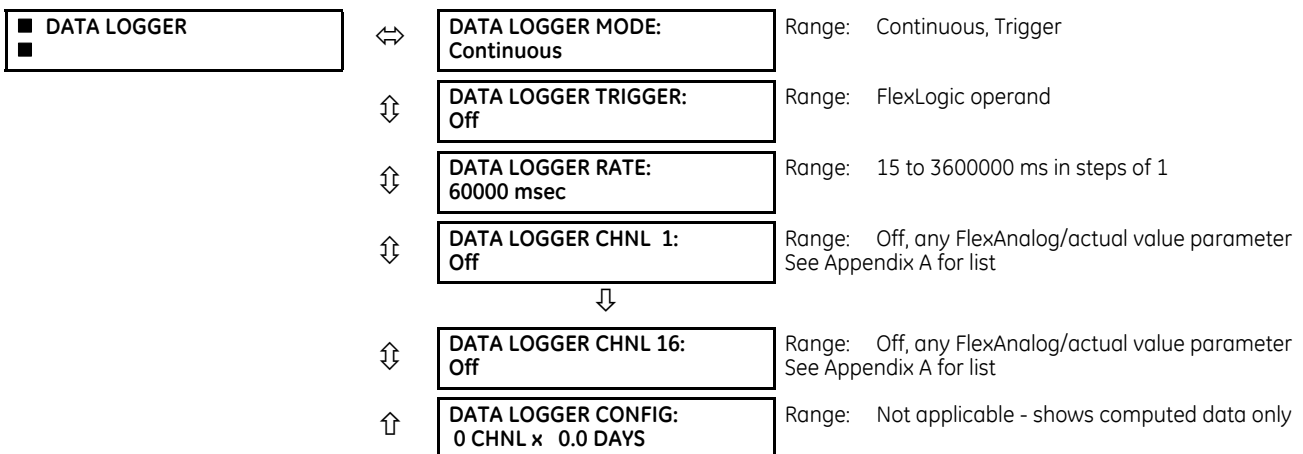 ■ DATA LOGGER
■
DATA LOGGER MODE:
Continuous
Range: Continuous, Trigger
DATA LOGGER TRIGGER:
Off
Range: FlexLogic operand
DATA LOGGER RATE:
60000 msec
Range: 15 to 3600000 ms in steps of 1
DATA LOGGER CHNL 1:
Off
Range: Off, any FlexAnalog/actual value parameter
See Appendix A for list
DATA LOGGER CHNL 16:
Off
Range: Off, any FlexAnalog/actual value parameter
See Appendix A for list
DATA LOGGER CONFIG:
0 CHNL x 0.0 DAYS
Range: Not applicable - shows computed data only